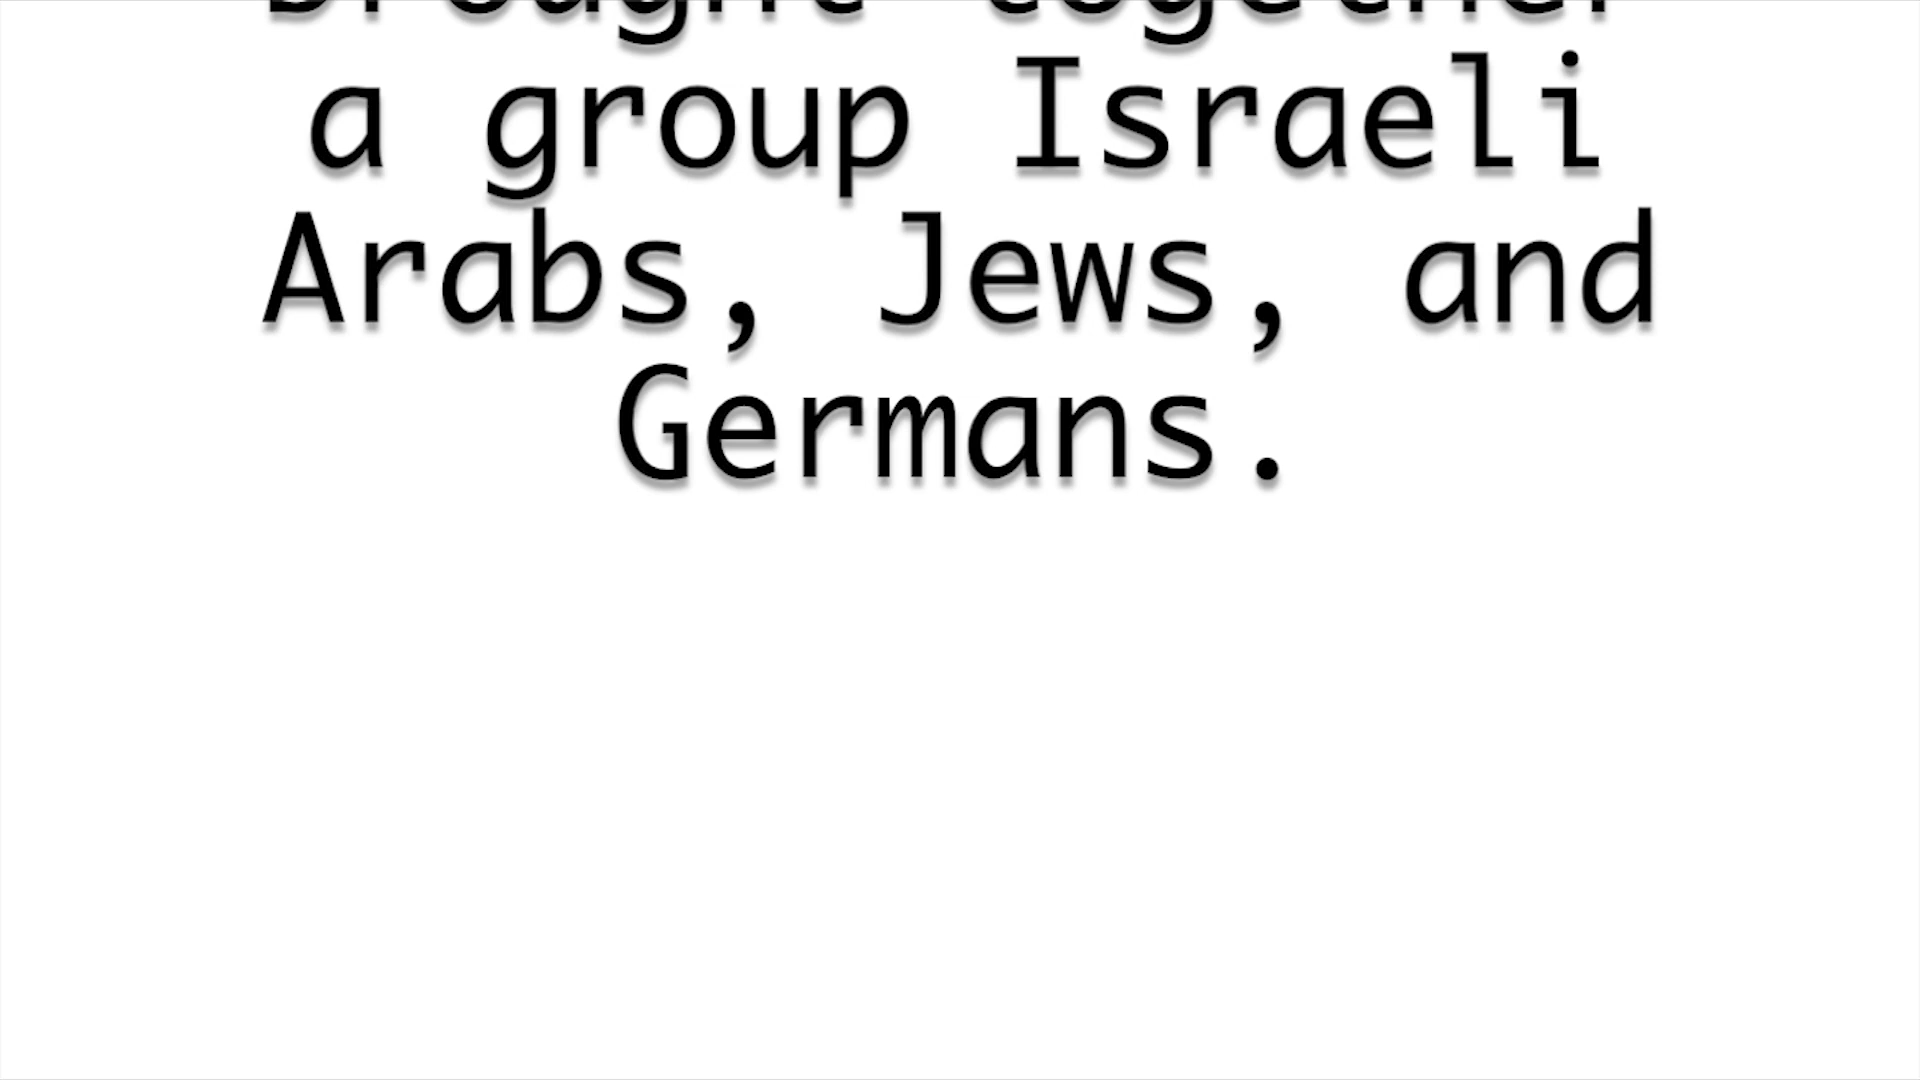 brought together
a group Israeli
Arabs, Jews, and
Germans.